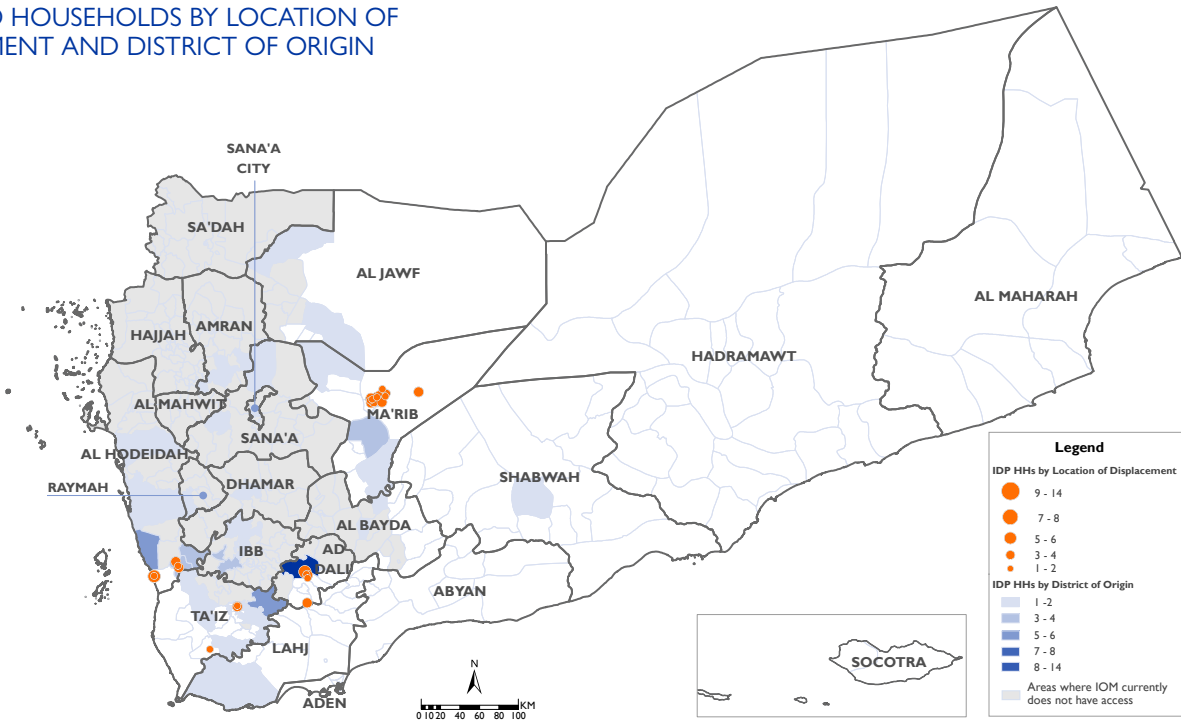 HOUSEHOLDS BY LOCATION OF
MENT AND DISTRICT OF ORIGIN
SANA'A
CITY
SA'DAH
AL JAWF
AL MAHARAH
HAJJAH
AMRAN
HADRAMAWT
AL MAHWIT
MA'RIB
SANA'A
AL HODEIDAH
SHABWAH
RAYMAH
DHAMAR
AL BAYDA
IBB
AD
DALI'
ABYAN
TA'IZ
LAHJ
SOCOTRA
ADEN
N
KM
0 10 20 40 60 80 100
Legend
IDP HHs by Location of Displacement
9 - 14
7 - 8
5 - 6
3 - 4
1 - 2
IDP HHs by District of Origin
1 -2
3 - 4
5 - 6
7 - 8
8 - 14
Areas where IOM currently
does not have access